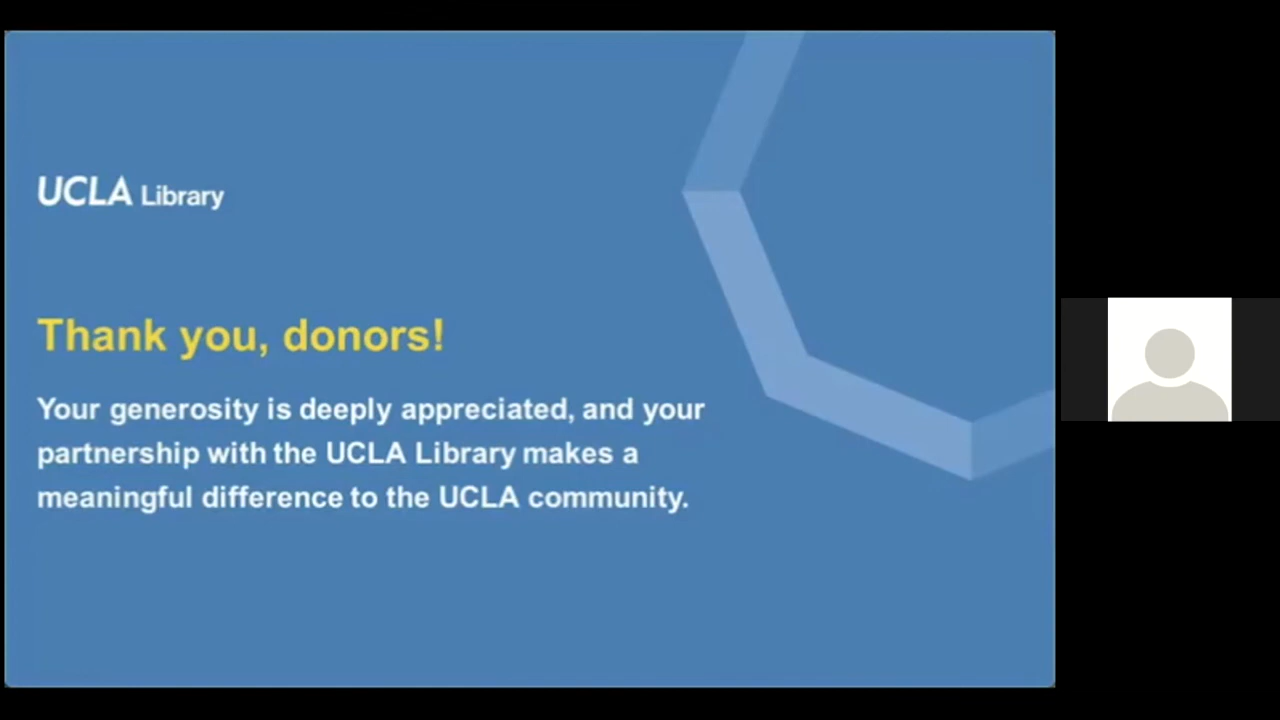 UCLA Library
Thank you, donors!
Your generosity is deeply appreciated, and your
partnership with the UCLA Library makes a
meaningful difference to the UCLA community.